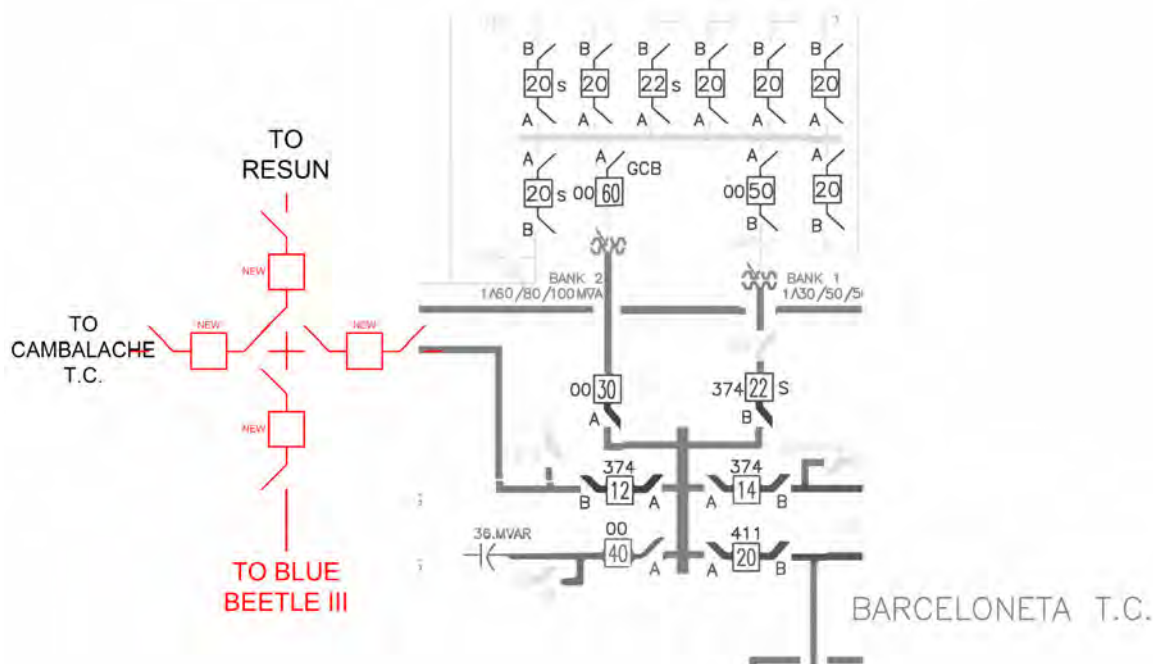 B B B B B B
20 S 20 22 S 20 20 20
A A A A A A
TO
RESUN
A A A A
GCB
20 S 00 60 00 50 20
B B B
NEW
BANK 2
1/60/80/100 MVA
BANK 1
1/30/50/5
TO
CAMBALACHE
T.C.
NEW NEW
00 30 374 22 S
A B
NEW
374 374
B 12 A A 14 B
36.MVAR
00 411
40 A A 20 B
TO BLUE
BEETLE III
BARCELONETA T.C.